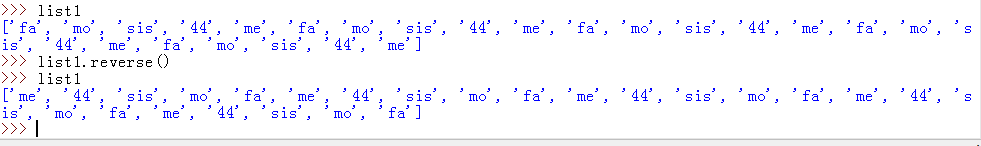 >>> list1
['fa', 'mo', 'sis', '44', 'me', 'fa', 'mo', 'sis', '44', 'me', 'fa', 'mo', 'sis', '44', 'me', 'fa', 'mo', 's
is', '44', 'me', 'fa', 'mo', 'sis', '44', 'me']
>>> list1.reverse()
>>> list1
['me', '44', 'sis', 'mo', 'fa', 'me', '44', 'sis', 'mo', 'fa', 'me', '44', 'sis', 'mo', 'fa', 'me', '44', 's
is', 'mo', 'fa', 'me', '44', 'sis', 'mo', 'fa']
>>>